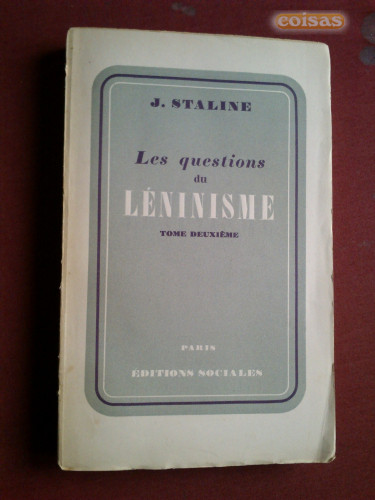 coisas
J. STALINE
Les questions
du
LÉNINISME
TOME DEUXIÈME
PARIS
ÉDITIONS SOCIALES